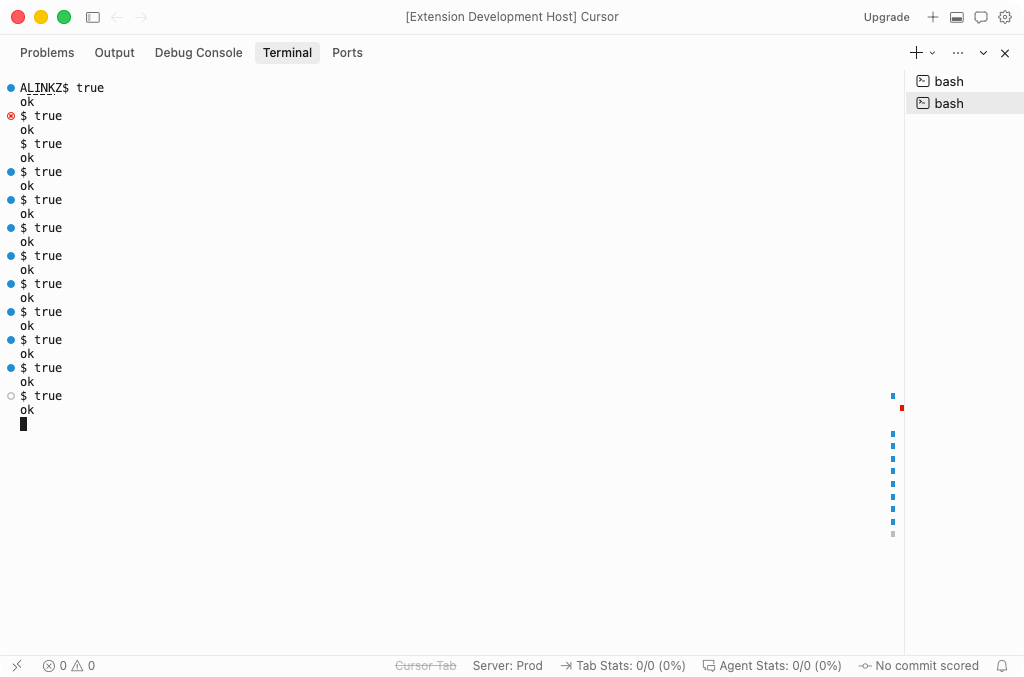 [Extension Development Host] Cursor
Upgrade
Problems Output Debug Console Terminal Ports
ALINKZ$ true
ok
$ true
ok
$ true
ok
$ true
ok
$ true
ok
$ true
ok
$ true
ok
$ true
ok
$ true
ok
$ true
ok
$ true
ok
$ true
ok
bash
bash
0 0 Cursor Tab Server: Prod Tab Stats: 0/0 (0%) Agent Stats: 0/0 (0%) No commit scored